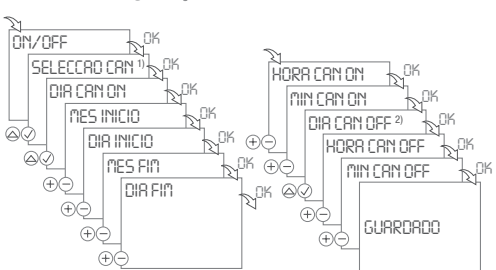 ON/OFF
OK
SELECCAO CAN 1)
OK
DIA CAN ON
OK
MES INICIO
OK
DIA INICIO
OK
MES FIM
OK
DIA FIM
OK
HORA CAN ON
OK
MIN CAN ON
OK
DIA CAN OFF 2)
OK
HORA CAN OFF
OK
MIN CAN OFF
OK
GUARDADO